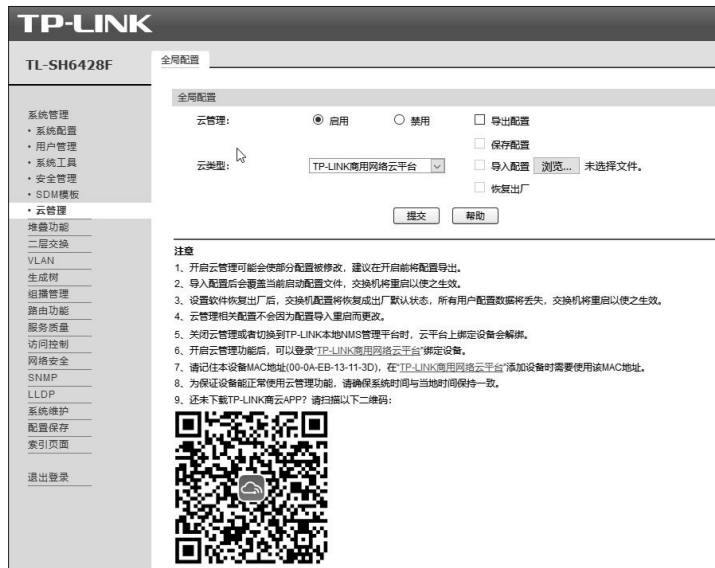 TP-LINK
TL-SH6428F
全局配置
系统管理
• 系统配置
• 用户管理
• 系统工具
• 安全管理
• SDM模板
• 云管理
堆叠功能
二层交换
VLAN
生成树
组播管理
路由功能
服务质量
访问控制
网络安全
SNMP
LLDP
系统维护
配置保存
索引页面
退出登录
全局配置
云管理: 启用 禁用 导出配置
保存配置
云类型: TP-LINK商用网络云平台 导入配置 浏览... 未选择文件。
恢复出厂
提交 帮助
注意
1、开启云管理可能会使部分配置被修改，建议在开启前将配置导出。
2、导入配置后会覆盖当前启动配置文件，交换机将重启以使之生效。
3、设置软件恢复出厂后，交换机配置将恢复成出厂默认状态，所有用户配置数据将丢失，交换机将重启以使之生效。
4、云管理相关配置不会因为配置导入重启而更改。
5、关闭云管理或者切换到TP-LINK本地NMS管理平台时，云平台上绑定设备会解绑。
6、开启云管理功能后，可以登录“TP-LINK商用网络云平台”绑定设备。
7、请记住本设备MAC地址(00-0A-EB-13-11-3D)，在“TP-LINK商用网络云平台”添加设备时需要使用该MAC地址。
8、为保证设备能正常使用云管理功能，请确保系统时间与当地时间保持一致。
9、还未下载TP-LINK商云APP？请扫描以下二维码：